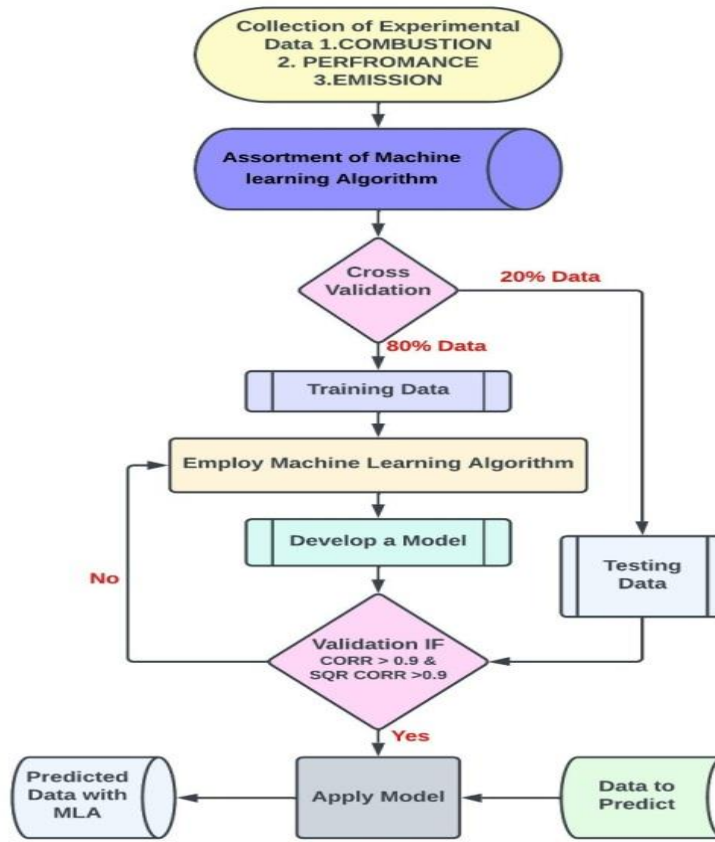 Collection of Experimental
Data 1.COMBUSTION
2. PERFROMANCE
3.EMISSION
Assortment of Machine
learning Algorithm
Cross
Validation
20% Data
80% Data
Training Data
Employ Machine Learning Algorithm
Develop a Model
Testing
Data
No
Validation IF
CORR > 0.9 &
SQR CORR >0.9
Yes
Predicted
Data with
MLA
Apply Model
Data to
Predict